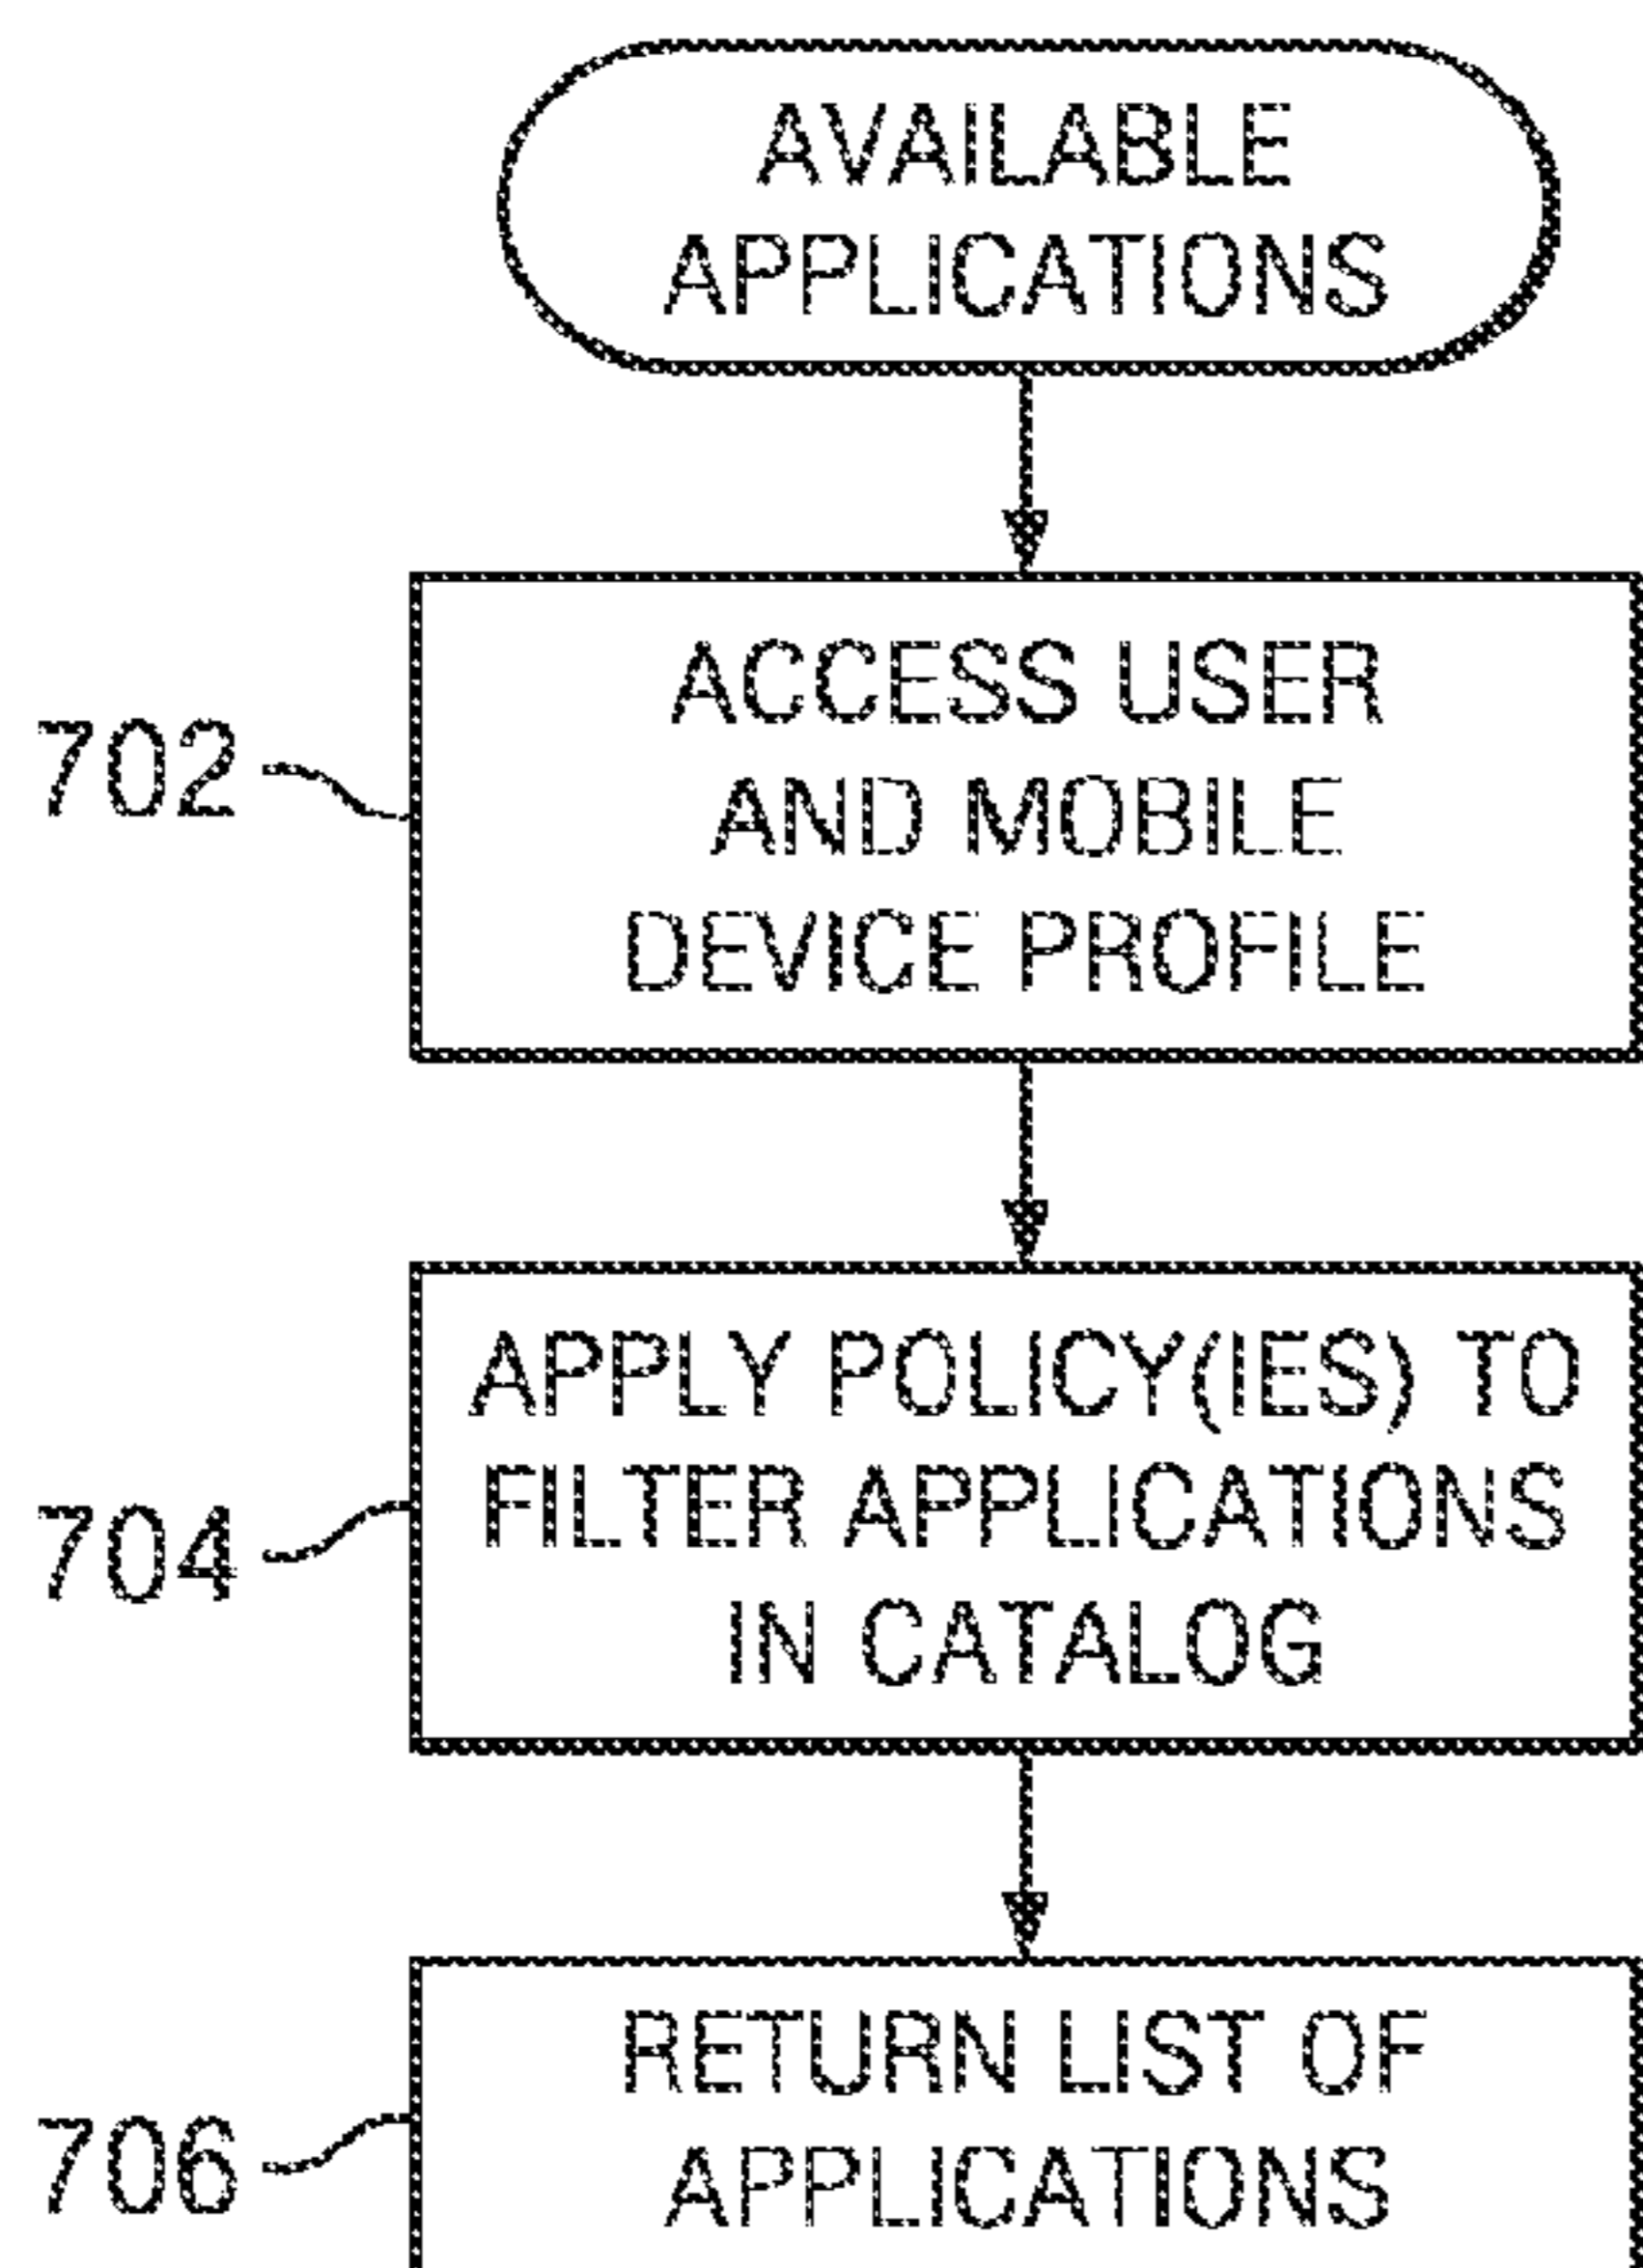 AVAILABLE
APPLICATIONS
702
ACCESS USER
AND MOBILE
DEVICE PROFILE
704
APPLY POLICY(IES) TO
FILTER APPLICATIONS
IN CATALOG
706
RETURN LIST OF
APPLICATIONS